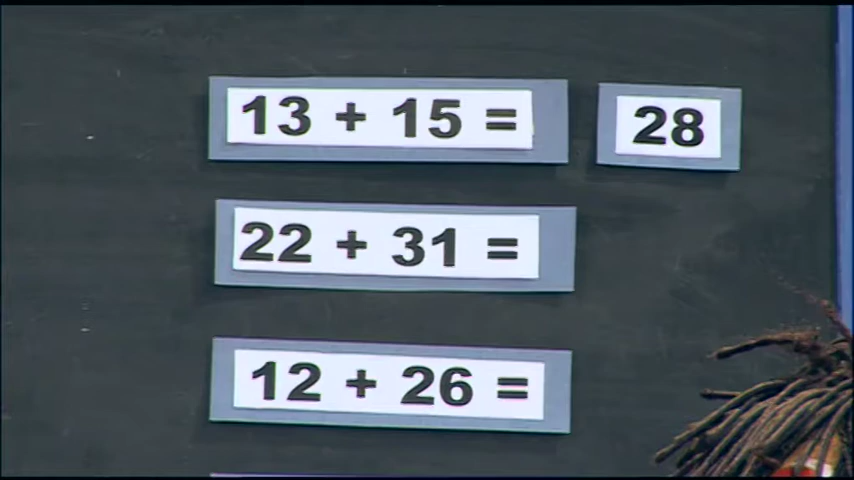 13 + 15 = 28
22 + 31 =
12 + 26 =